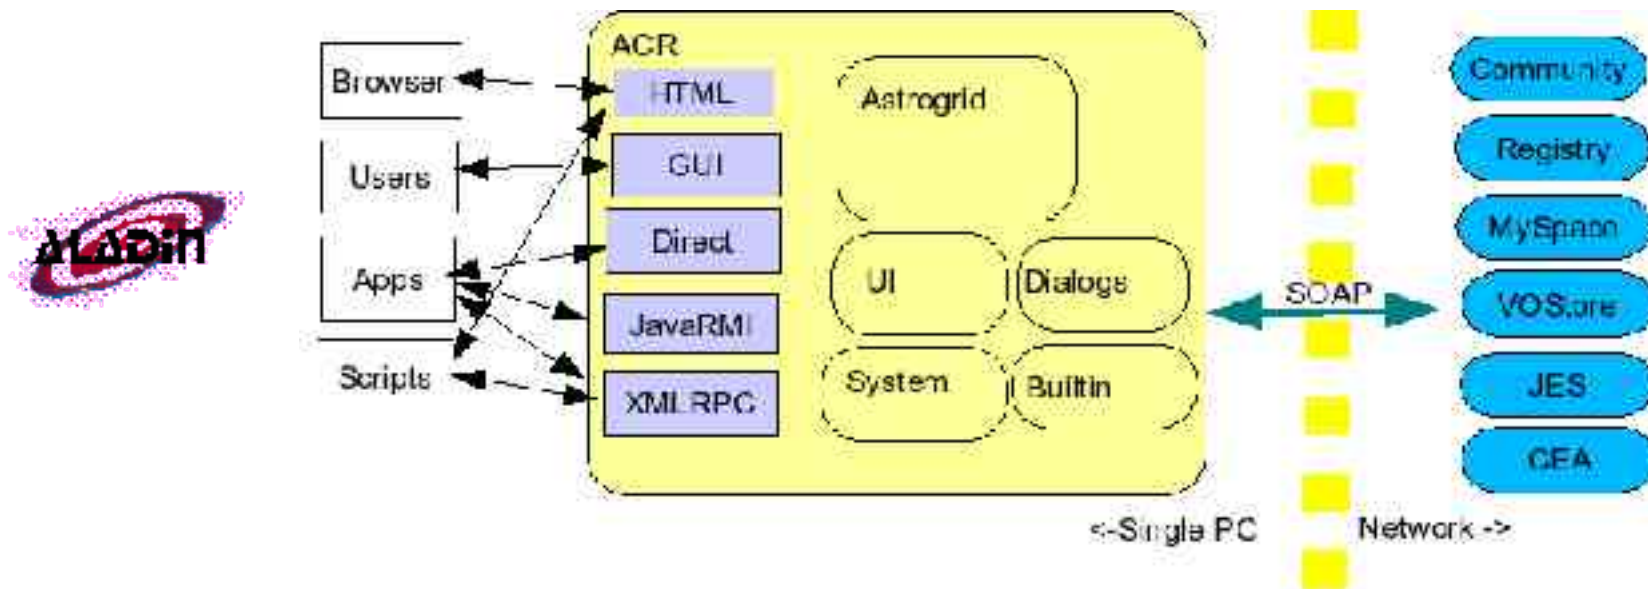 ALADiN
Browser
Users
Apps
Scripts
ACR
HTML
GUI
Direct
JavaRMI
XMLRPC
Astrogrid
UI
Dialogs
System
Builtin
SOAP
Community
Registry
MySpace
VOStore
JES
CEA
<-Single PC
Network ->